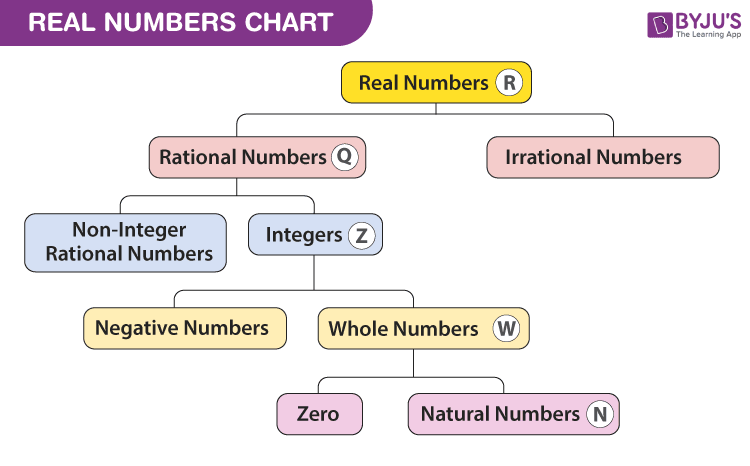 REAL NUMBERS CHART
BYJU'S
The Learning App
Real Numbers R
Rational Numbers Q
Irrational Numbers
Non-Integer
Rational Numbers
Integers Z
Negative Numbers
Whole Numbers W
Zero
Natural Numbers N